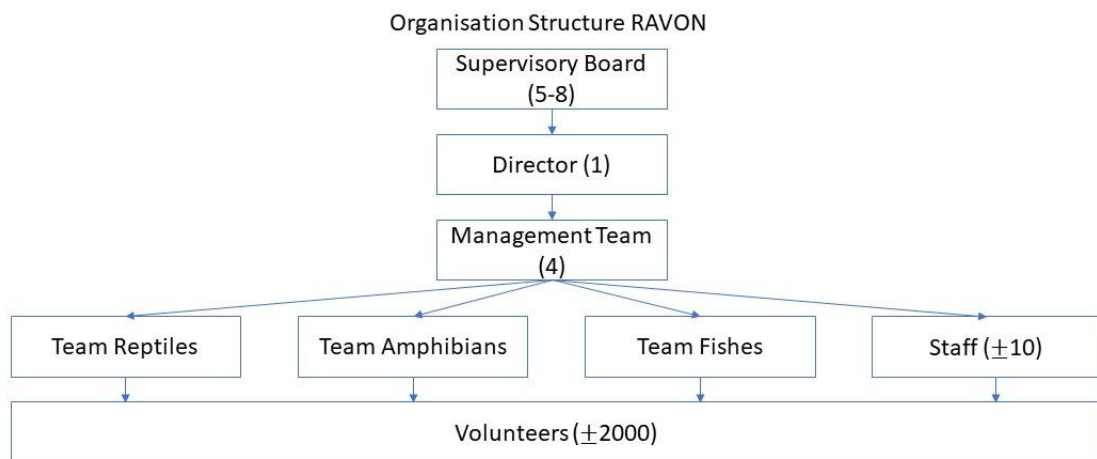 Organisation Structure RAVON
Supervisory Board
(5-8)
Director (1)
Management Team
(4)
Team Reptiles
Team Amphibians
Team Fishes
Staff (±10)
Volunteers (±2000)